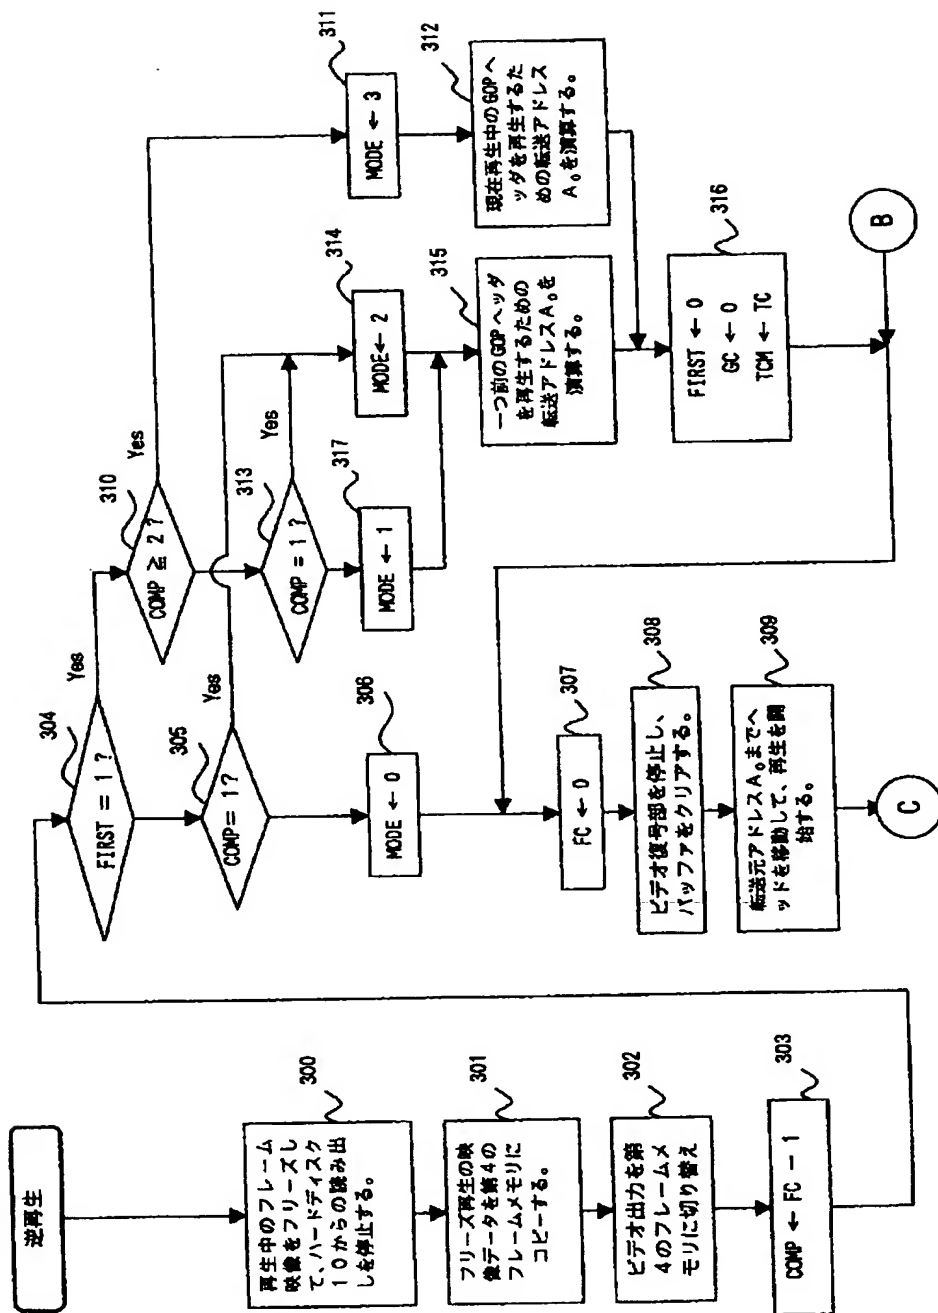 逆再生
300
再生中のフレーム
映像をフリーズし
て、ハードディスク
10からの読み出
しを停止する。
301
フリーズ再生の映
像データを第4の
フレームメモリに
コピーする。
302
ビデオ出力を第
4のフレームメ
モリに切り替え
303
COMP ← FC − 1
304
FIRST = 1 ?
Yes
305
COMP= 1?
Yes
306
MODE ← 0
307
FC ← 0
308
ビデオ復号部を停止し、
バッファをクリアする。
309
転送元アドレスA₀までヘ
ッドを移動して、再生を開
始する。
C
310
COMP ≧ 2 ?
Yes
313
COMP = 1 ?
Yes
317
MODE ← 1
311
MODE ← 3
314
MODE← 2
312
現在再生中のGOPヘ
ッダを再生するた
めの転送アドレス
A₀を演算する。
315
一つ前のGOPヘッダ
を再生するための
転送アドレスA₀を
演算する。
316
FIRST ← 0
GC ← 0
TCM ← TC
B